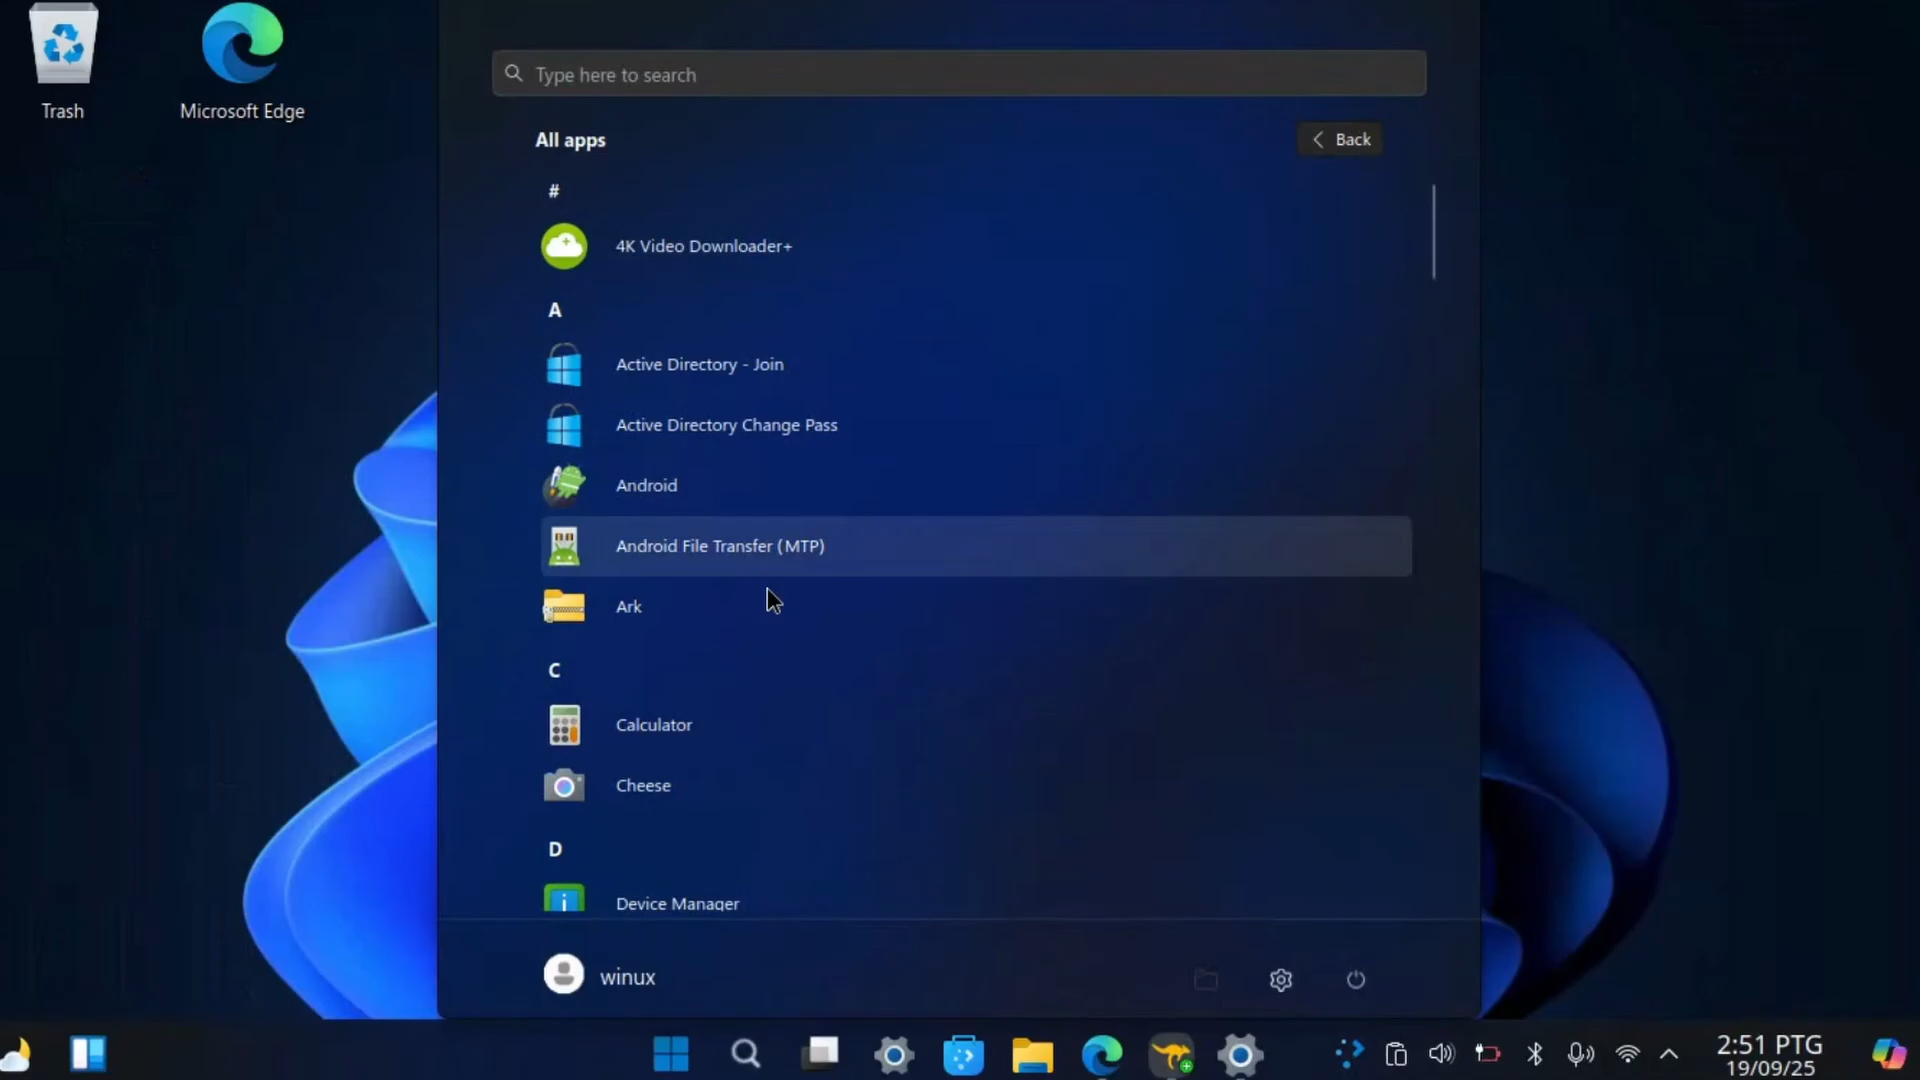 Trash
Microsoft Edge
Type here to search
All apps
Back
#
4K Video Downloader+
A
Active Directory - Join
Active Directory Change Pass
Android
Android File Transfer (MTP)
Ark
C
Calculator
Cheese
D
Device Manager
winux
2:51 PTG
19/09/25